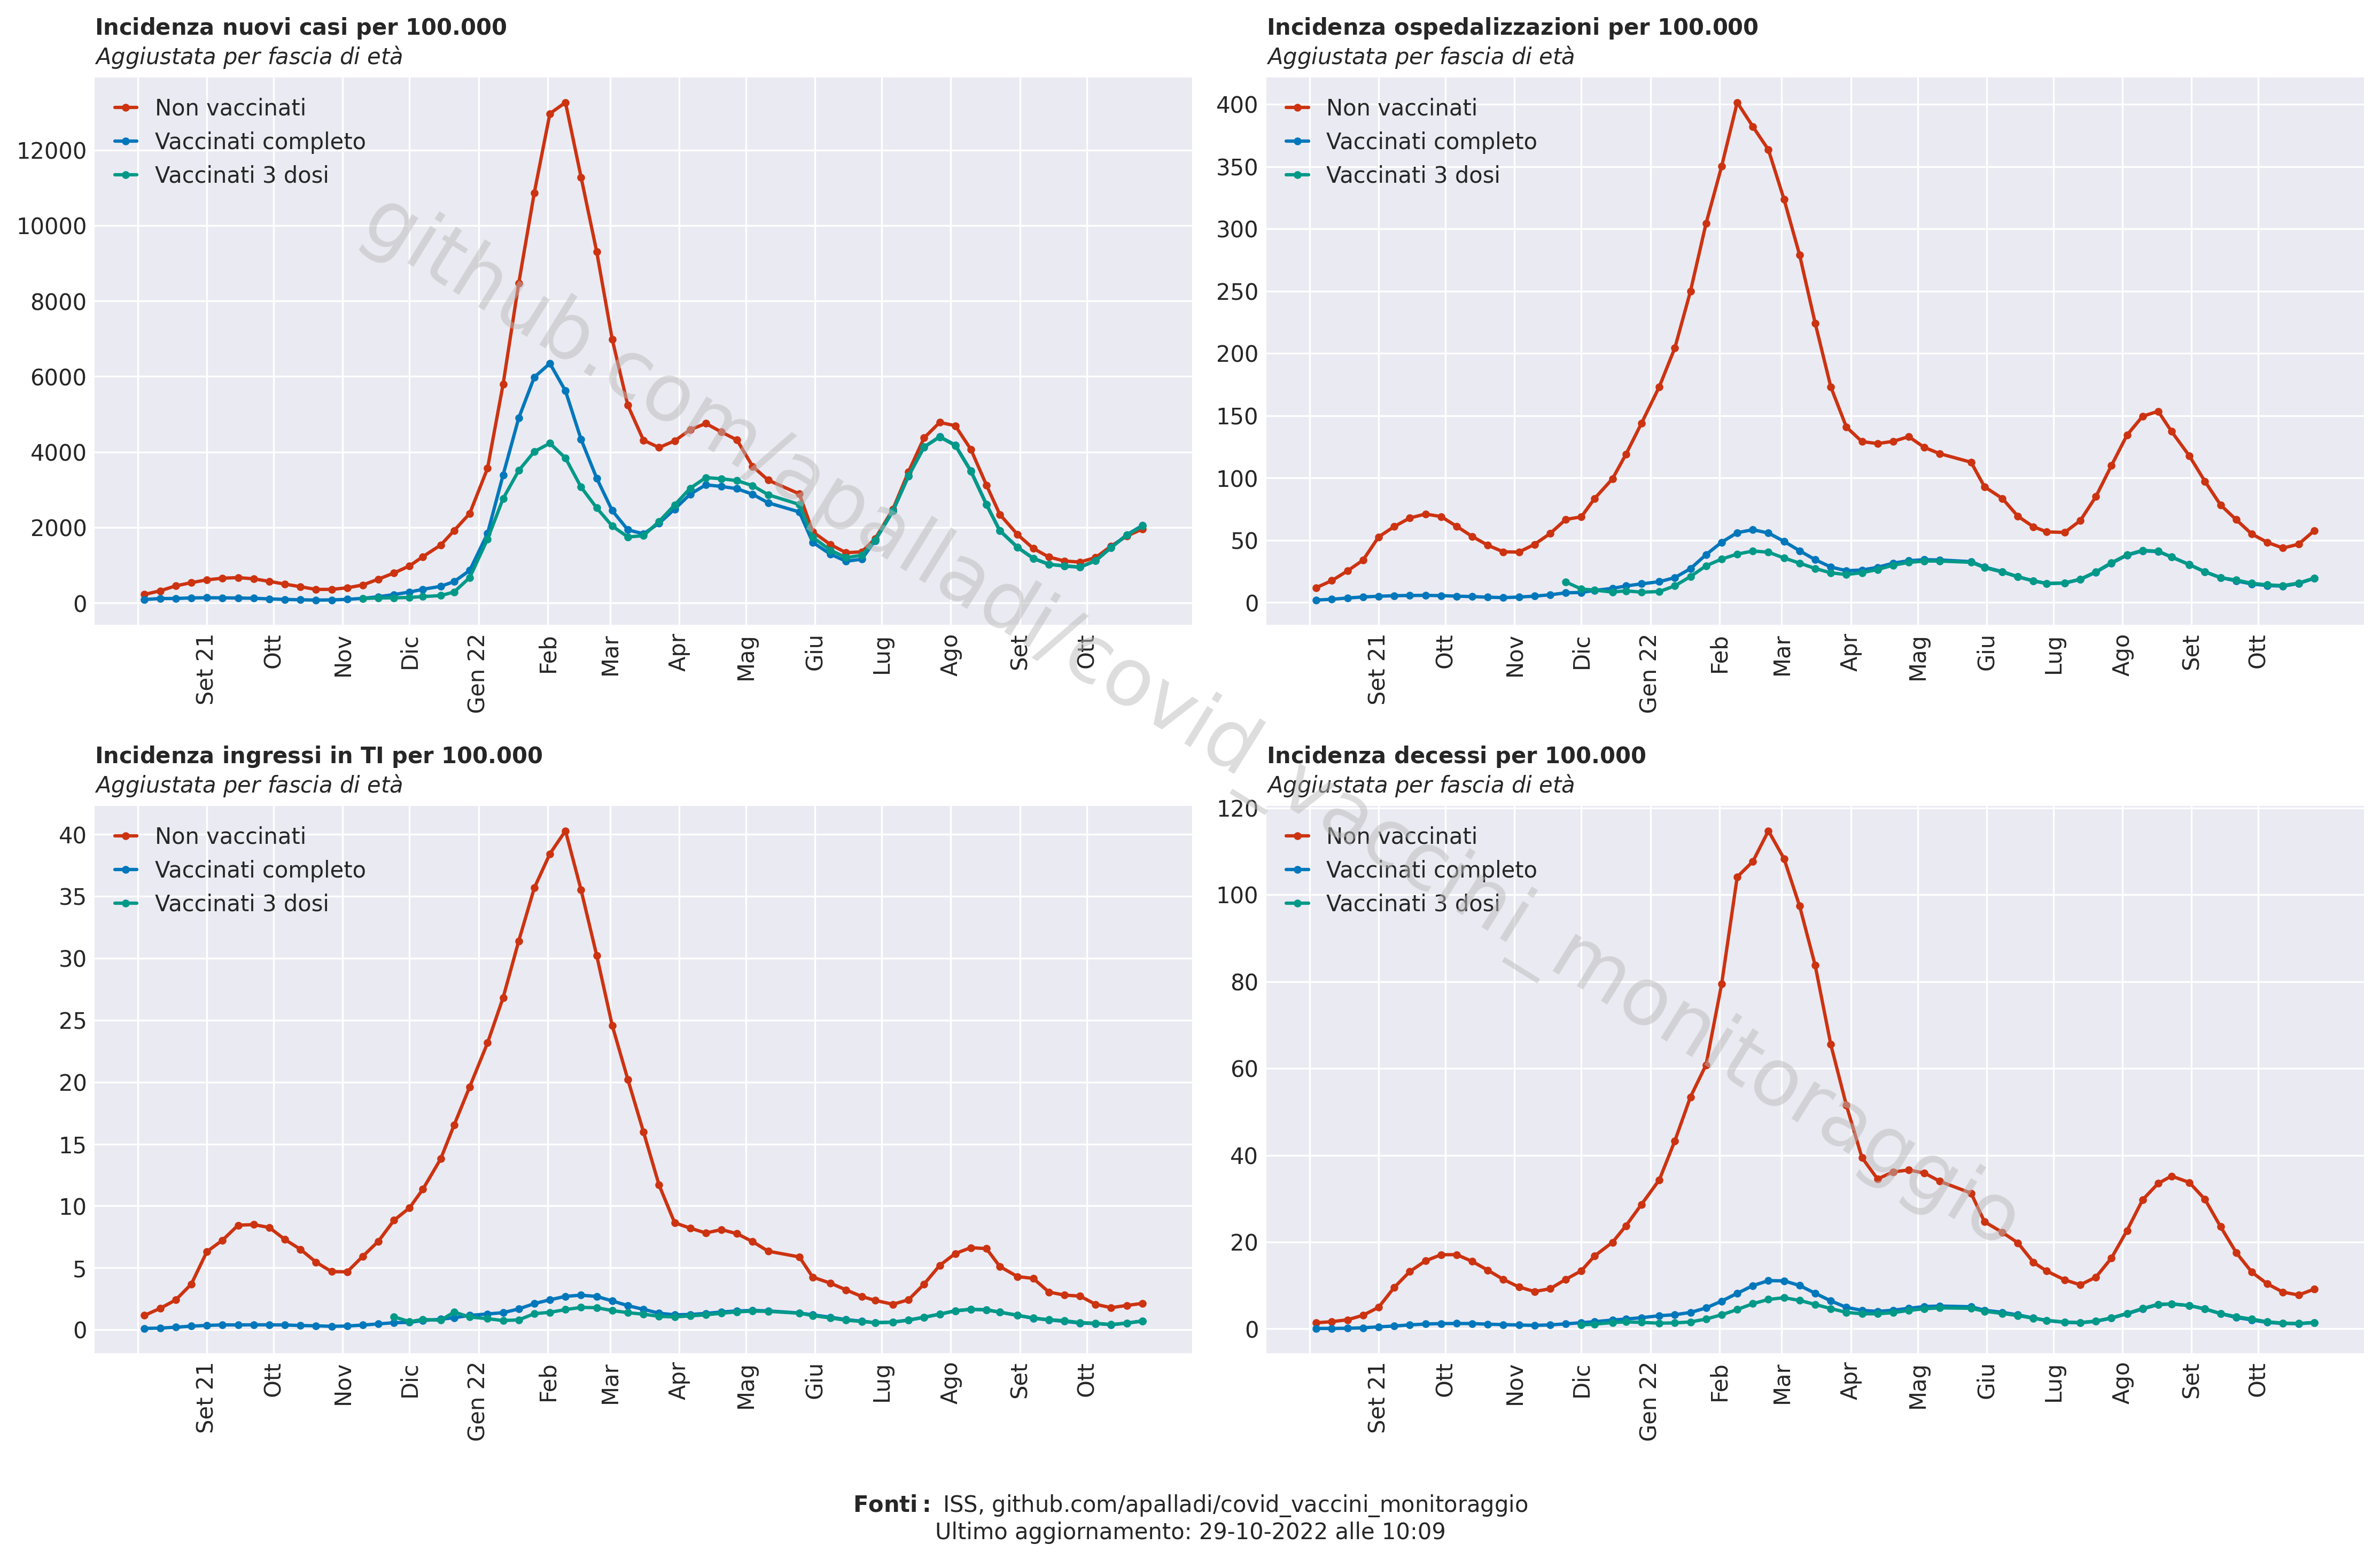 Incidenza nuovi casi per 100.000
Aggiustata per fascia di età
Non vaccinati
Vaccinati completo
Vaccinati 3 dosi
12000
10000
8000
6000
4000
2000
0
Set 21
Ott
Nov
Dic
Gen 22
Feb
Mar
Apr
Mag
Giu
Lug
Ago
Set
Ott
Incidenza ospedalizzazioni per 100.000
Aggiustata per fascia di età
Non vaccinati
Vaccinati completo
Vaccinati 3 dosi
400
350
300
250
200
150
100
50
0
Set 21
Ott
Nov
Dic
Gen 22
Feb
Mar
Apr
Mag
Giu
Lug
Ago
Set
Ott
Incidenza ingressi in TI per 100.000
Aggiustata per fascia di età
Non vaccinati
Vaccinati completo
Vaccinati 3 dosi
40
35
30
25
20
15
10
5
0
Set 21
Ott
Nov
Dic
Gen 22
Feb
Mar
Apr
Mag
Giu
Lug
Ago
Set
Ott
Incidenza decessi per 100.000
Aggiustata per fascia di età
Non vaccinati
Vaccinati completo
Vaccinati 3 dosi
120
100
80
60
40
20
0
Set 21
Ott
Nov
Dic
Gen 22
Feb
Mar
Apr
Mag
Giu
Lug
Ago
Set
Ott
github.com/apalladi/covid_vaccini_monitoraggio
Fonti: ISS, github.com/apalladi/covid_vaccini_monitoraggio
Ultimo aggiornamento: 29-10-2022 alle 10:09